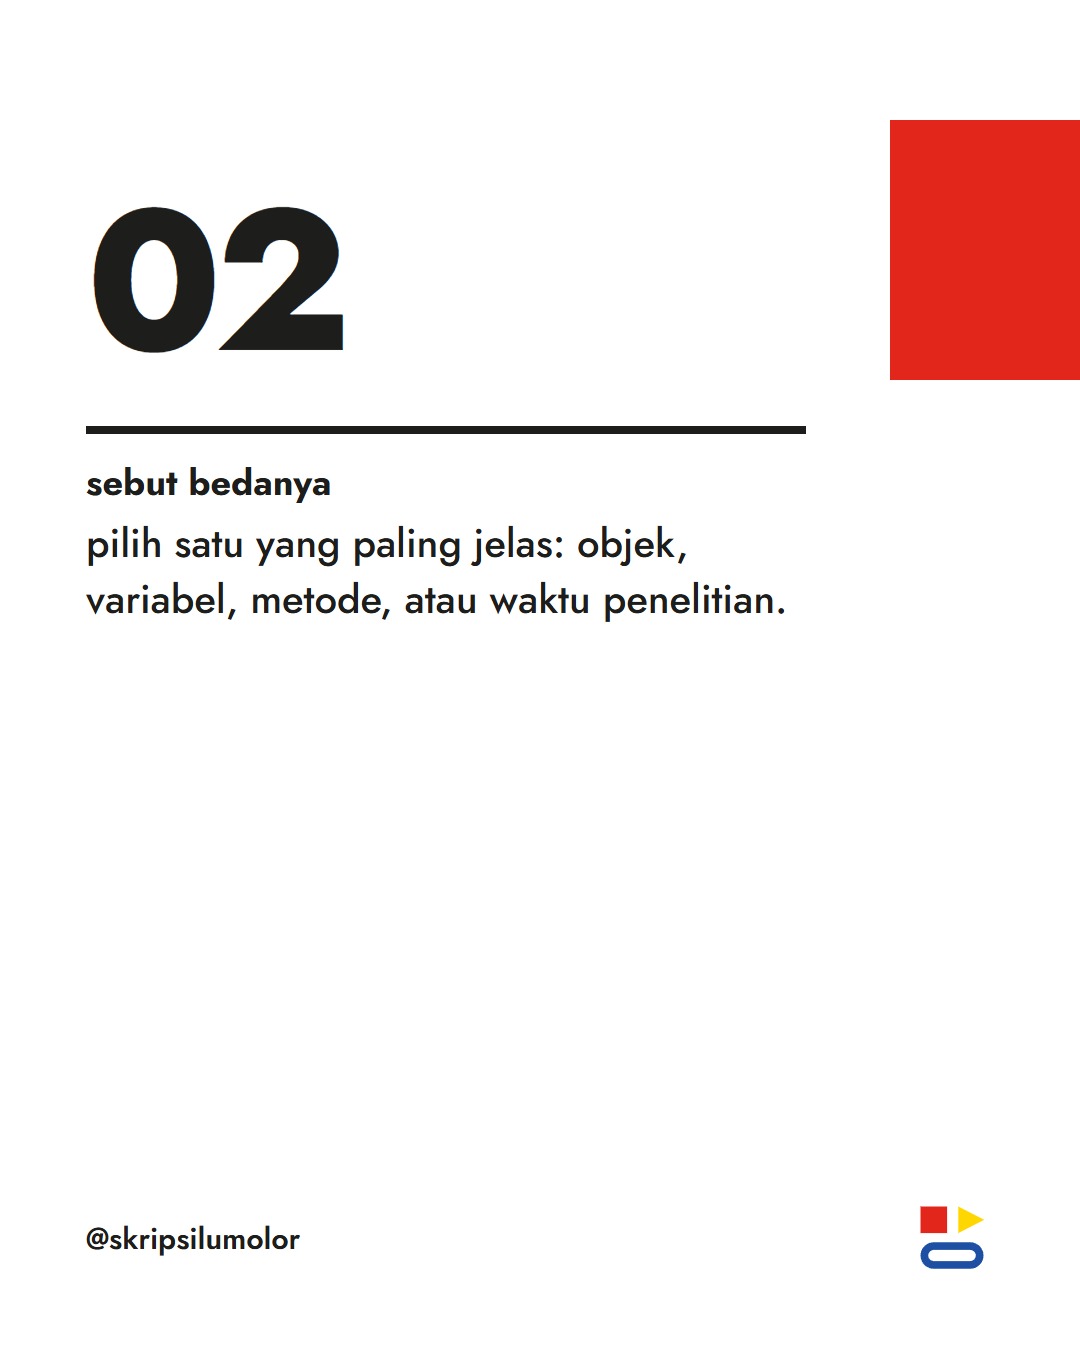 02
sebut bedanya
pilih satu yang paling jelas: objek,
variabel, metode, atau waktu penelitian.
@skripsilumolor